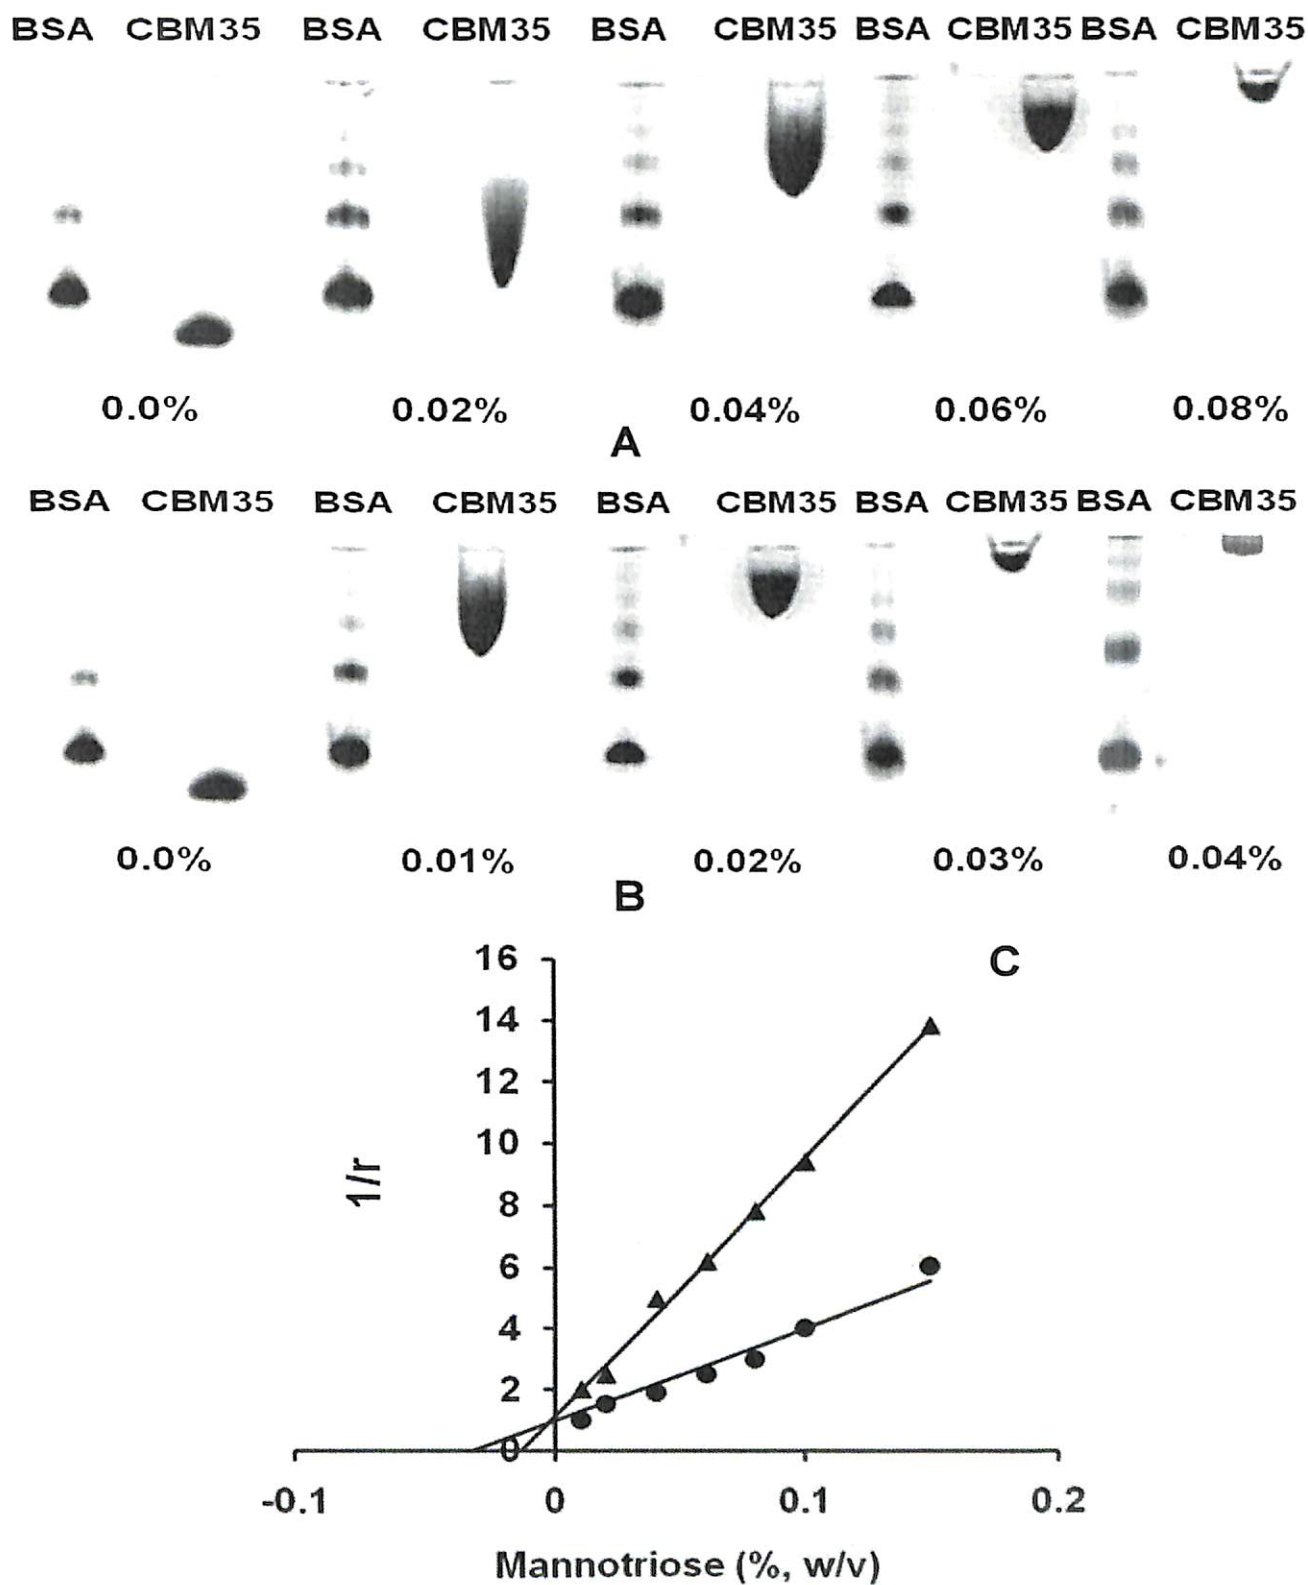 BSA CBM35 BSA CBM35 BSA CBM35 BSA CBM35 BSA CBM35
0.0% 0.02% 0.04% 0.06% 0.08%
A
BSA CBM35 BSA CBM35 BSA CBM35 BSA CBM35 BSA CBM35
0.0% 0.01% 0.02% 0.03% 0.04%
B
C
16
14
12
10
8
6
4
2
0
1/r
-0.1 0 0.1 0.2
Mannotriose (%, w/v)